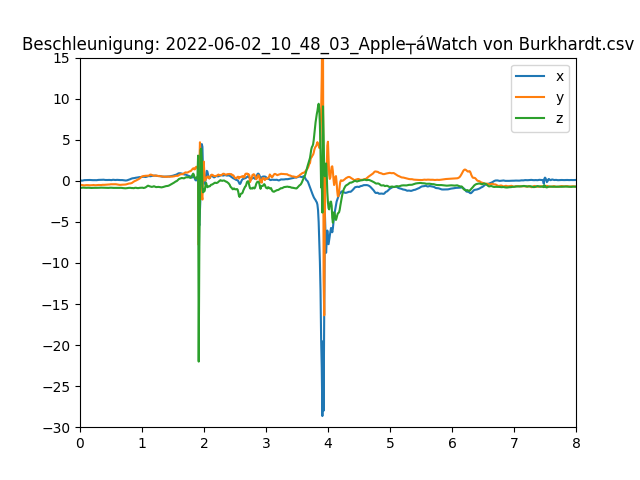 Beschleunigung: 2022-06-02_10_48_03_Apple┬áWatch von Burkhardt.csv
15
10
5
0
−5
−10
−15
−20
−25
−30
0 1 2 3 4 5 6 7 8
x
y
z